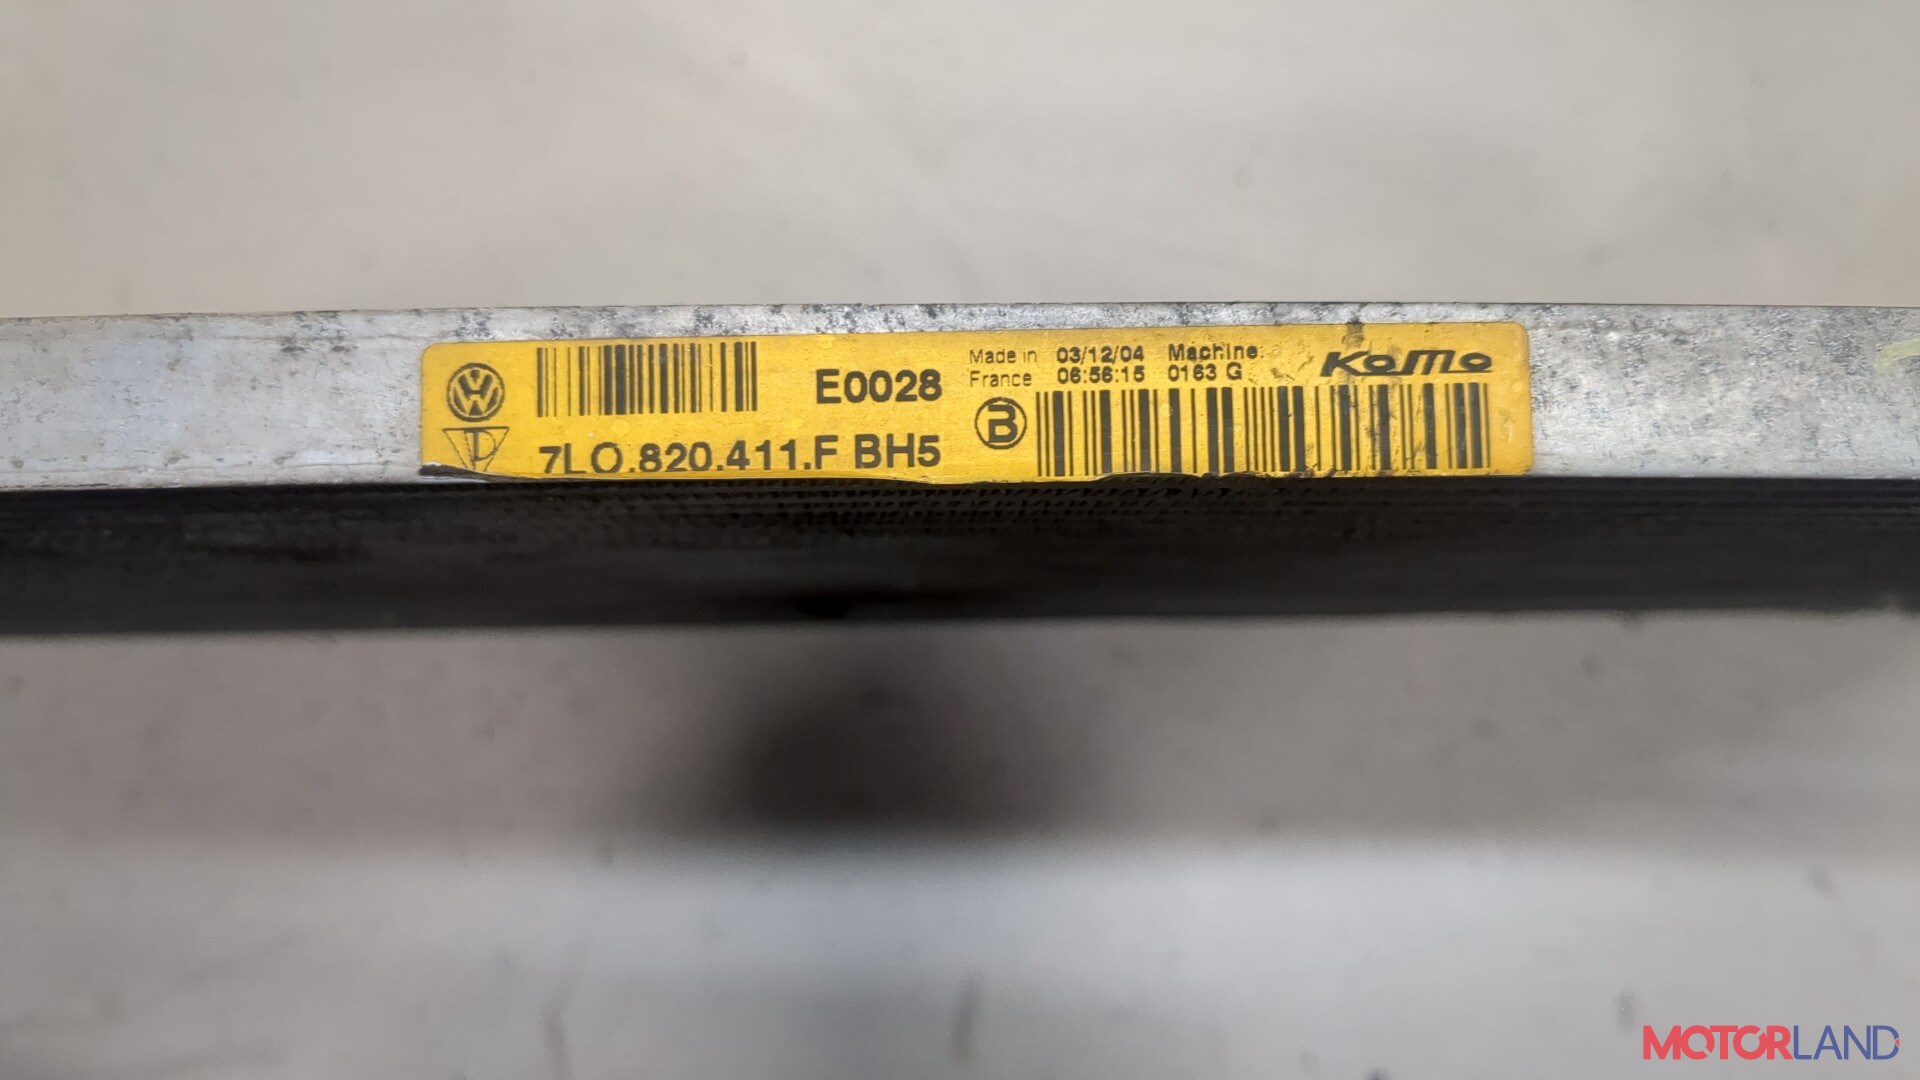 E0028
7L0.820.411.F BH5
Made in 03/12/04 Machine:
France 06:56:15 0163 G
B
KoMo
MOTORLAND